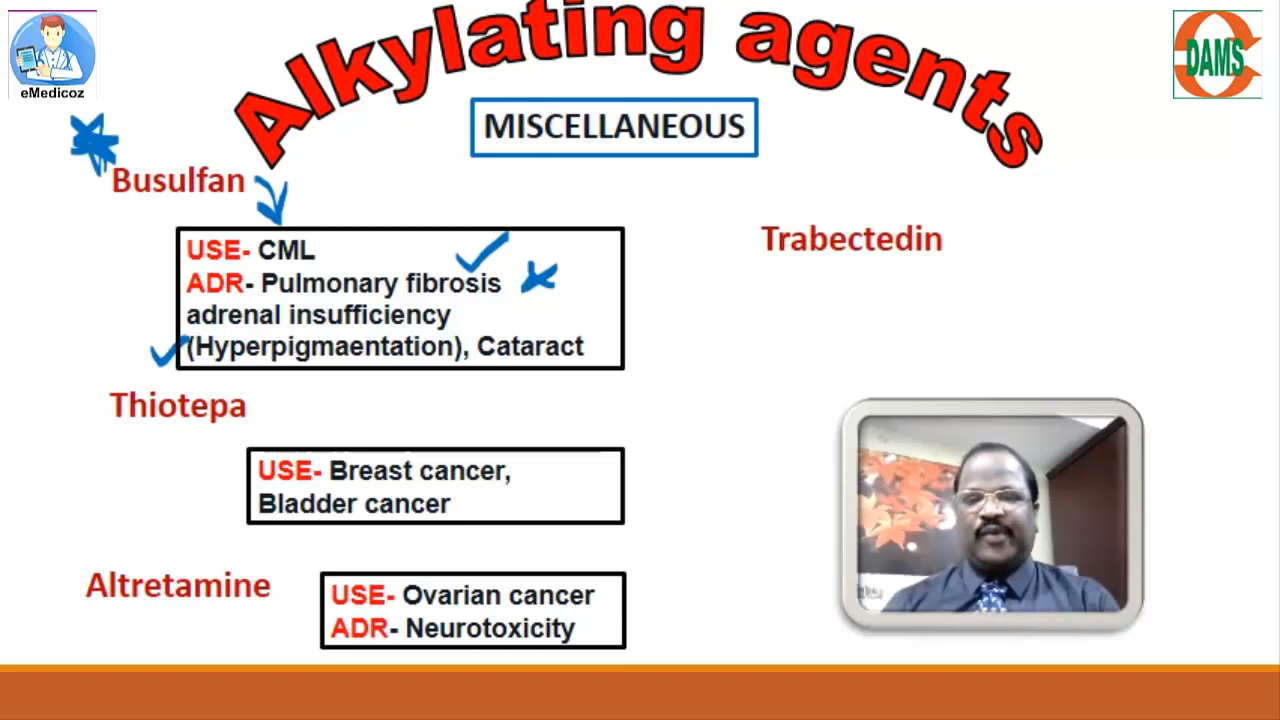 eMedicoz
Alkylating agents
DAMS
MISCELLANEOUS
Busulfan
USE- CML
ADR- Pulmonary fibrosis
adrenal insufficiency
(Hyperpigmaentation), Cataract
Trabectedin
Thiotepa
USE- Breast cancer,
Bladder cancer
Altretamine
USE- Ovarian cancer
ADR- Neurotoxicity